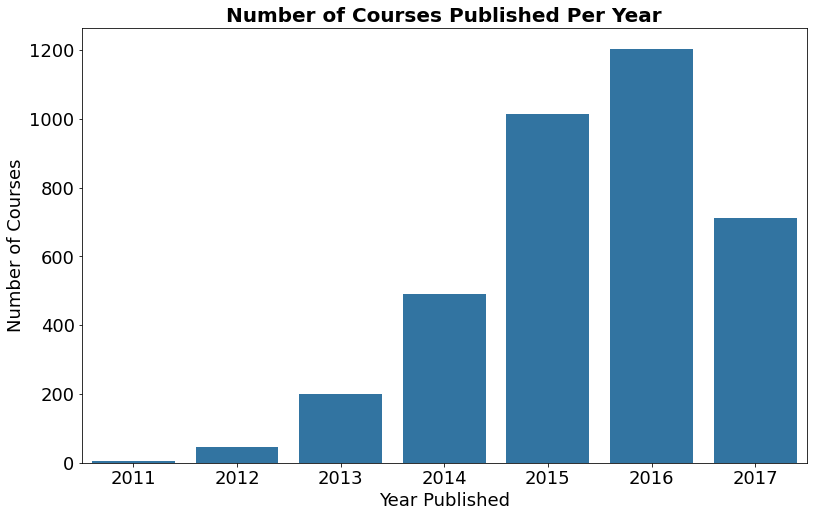 Number of Courses Published Per Year
Number of Courses
1200
1000
800
600
400
200
0
2011 2012 2013 2014 2015 2016 2017
Year Published